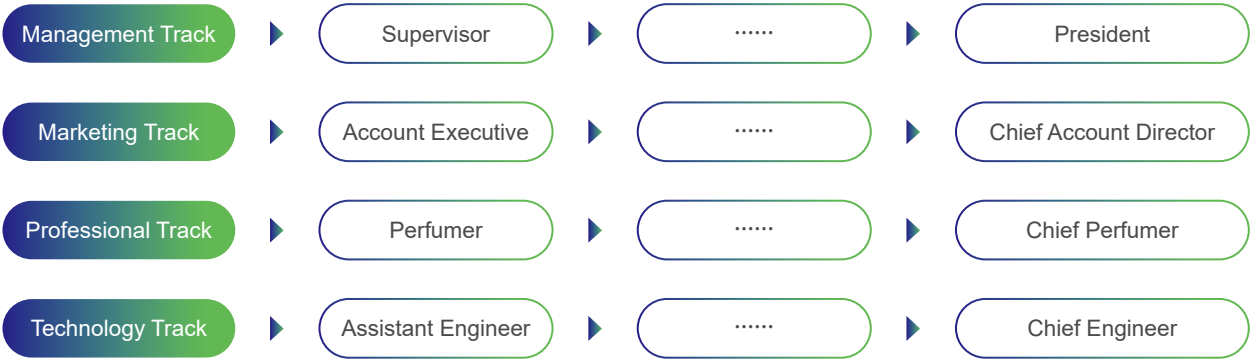 Management Track Supervisor ······ President
Marketing Track Account Executive ······ Chief Account Director
Professional Track Perfumer ······ Chief Perfumer
Technology Track Assistant Engineer ······ Chief Engineer